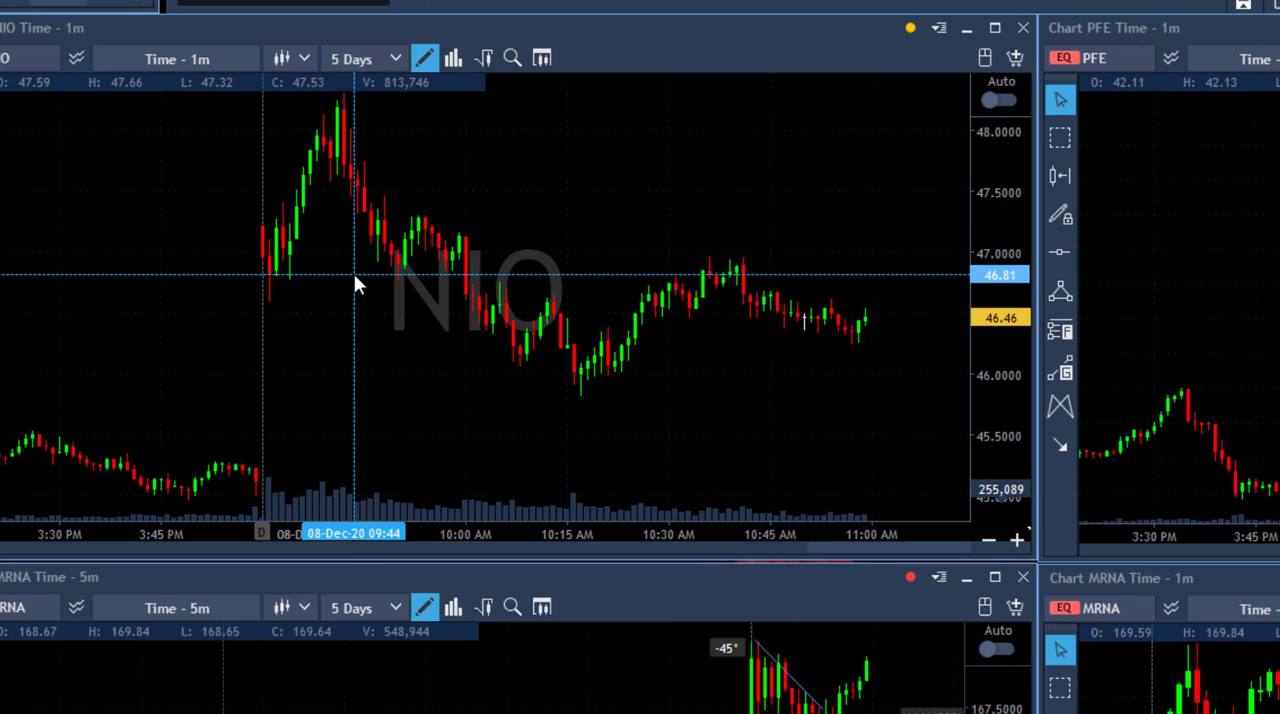 NIO Time - 1m
Time - 1m
5 Days
: 47.59 H: 47.66 L: 47.32 C: 47.53 V: 813,746
Auto
48.0000
47.5000
47.0000
46.81
46.46
46.0000
45.5000
255,089
NIO
3:30 PM 3:45 PM D 08-D 08-Dec-20 09:44 10:00 AM 10:15 AM 10:30 AM 10:45 AM 11:00 AM
Chart PFE Time - 1m
EQ PFE Time -
O: 42.11 H: 42.13
F
G
3:30 PM 3:45 PM
MRNA Time - 5m
RNA Time - 5m 5 Days
: 168.67 H: 169.84 L: 168.65 C: 169.64 V: 548,944
Auto
-45°
167.5000
Chart MRNA Time - 1m
EQ MRNA Time
O: 169.59 H: 169.84